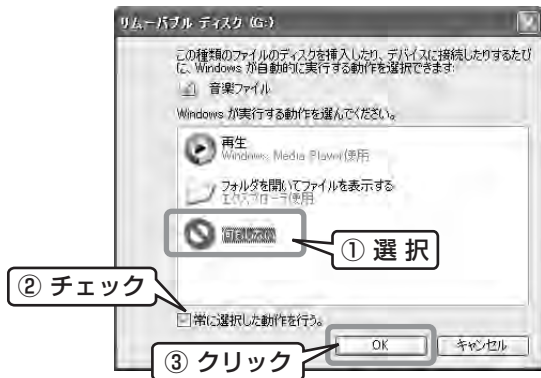 リムーバブル ディスク (G:)
この種類のファイルのディスクを挿入したり、デバイスに接続したりするたび
に、Windows が自動的に実行する動作を選択できます:
音楽ファイル
Windows が実行する動作を選んでください。
再生
Windows Media Player 使用
フォルダを開いてファイルを表示する
エクスプローラ使用
何もしない
① 選 択
② チェック
常に選択した動作を行う。
③ クリック
OK
キャンセル